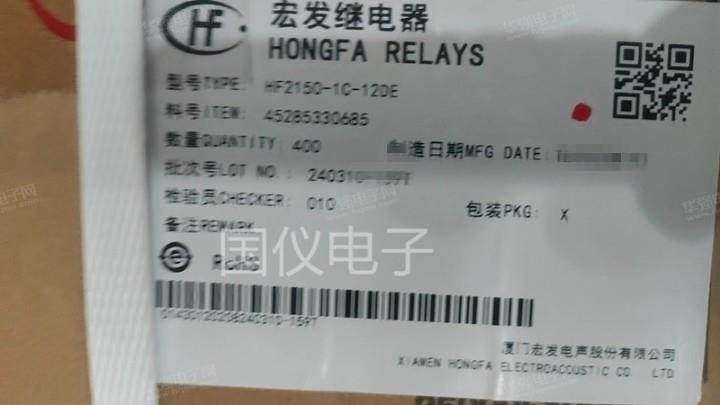 HF
宏发继电器
HONGFA RELAYS
型号TYPE: HF2150-1C-12DE
料号ITEM: 45285330685
数量QUANTITY: 400
制造日期MFG DATE:
批次号LOT NO.: 240310-159T
检验员CHECKER: 010
包装PKG: X
备注REMARK
国仪电子
RoHS
01430120208240310-159T
厦门宏发电声股份有限公司
XIAMEN HONGFA ELECTROACOUSTIC CO. LTD